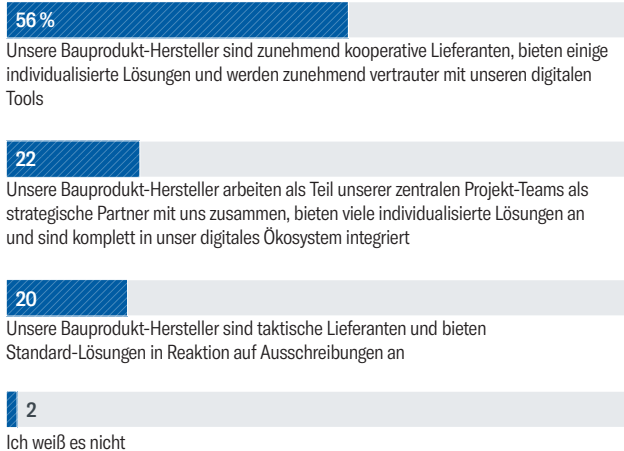 56 %
Unsere Bauprodukt-Hersteller sind zunehmend kooperative Lieferanten, bieten einige
individualisierte Lösungen und werden zunehmend vertrauter mit unseren digitalen
Tools
22
Unsere Bauprodukt-Hersteller arbeiten als Teil unserer zentralen Projekt-Teams als
strategische Partner mit uns zusammen, bieten viele individualisierte Lösungen an
und sind komplett in unser digitales Ökosystem integriert
20
Unsere Bauprodukt-Hersteller sind taktische Lieferanten und bieten
Standard-Lösungen in Reaktion auf Ausschreibungen an
2
Ich weiß es nicht